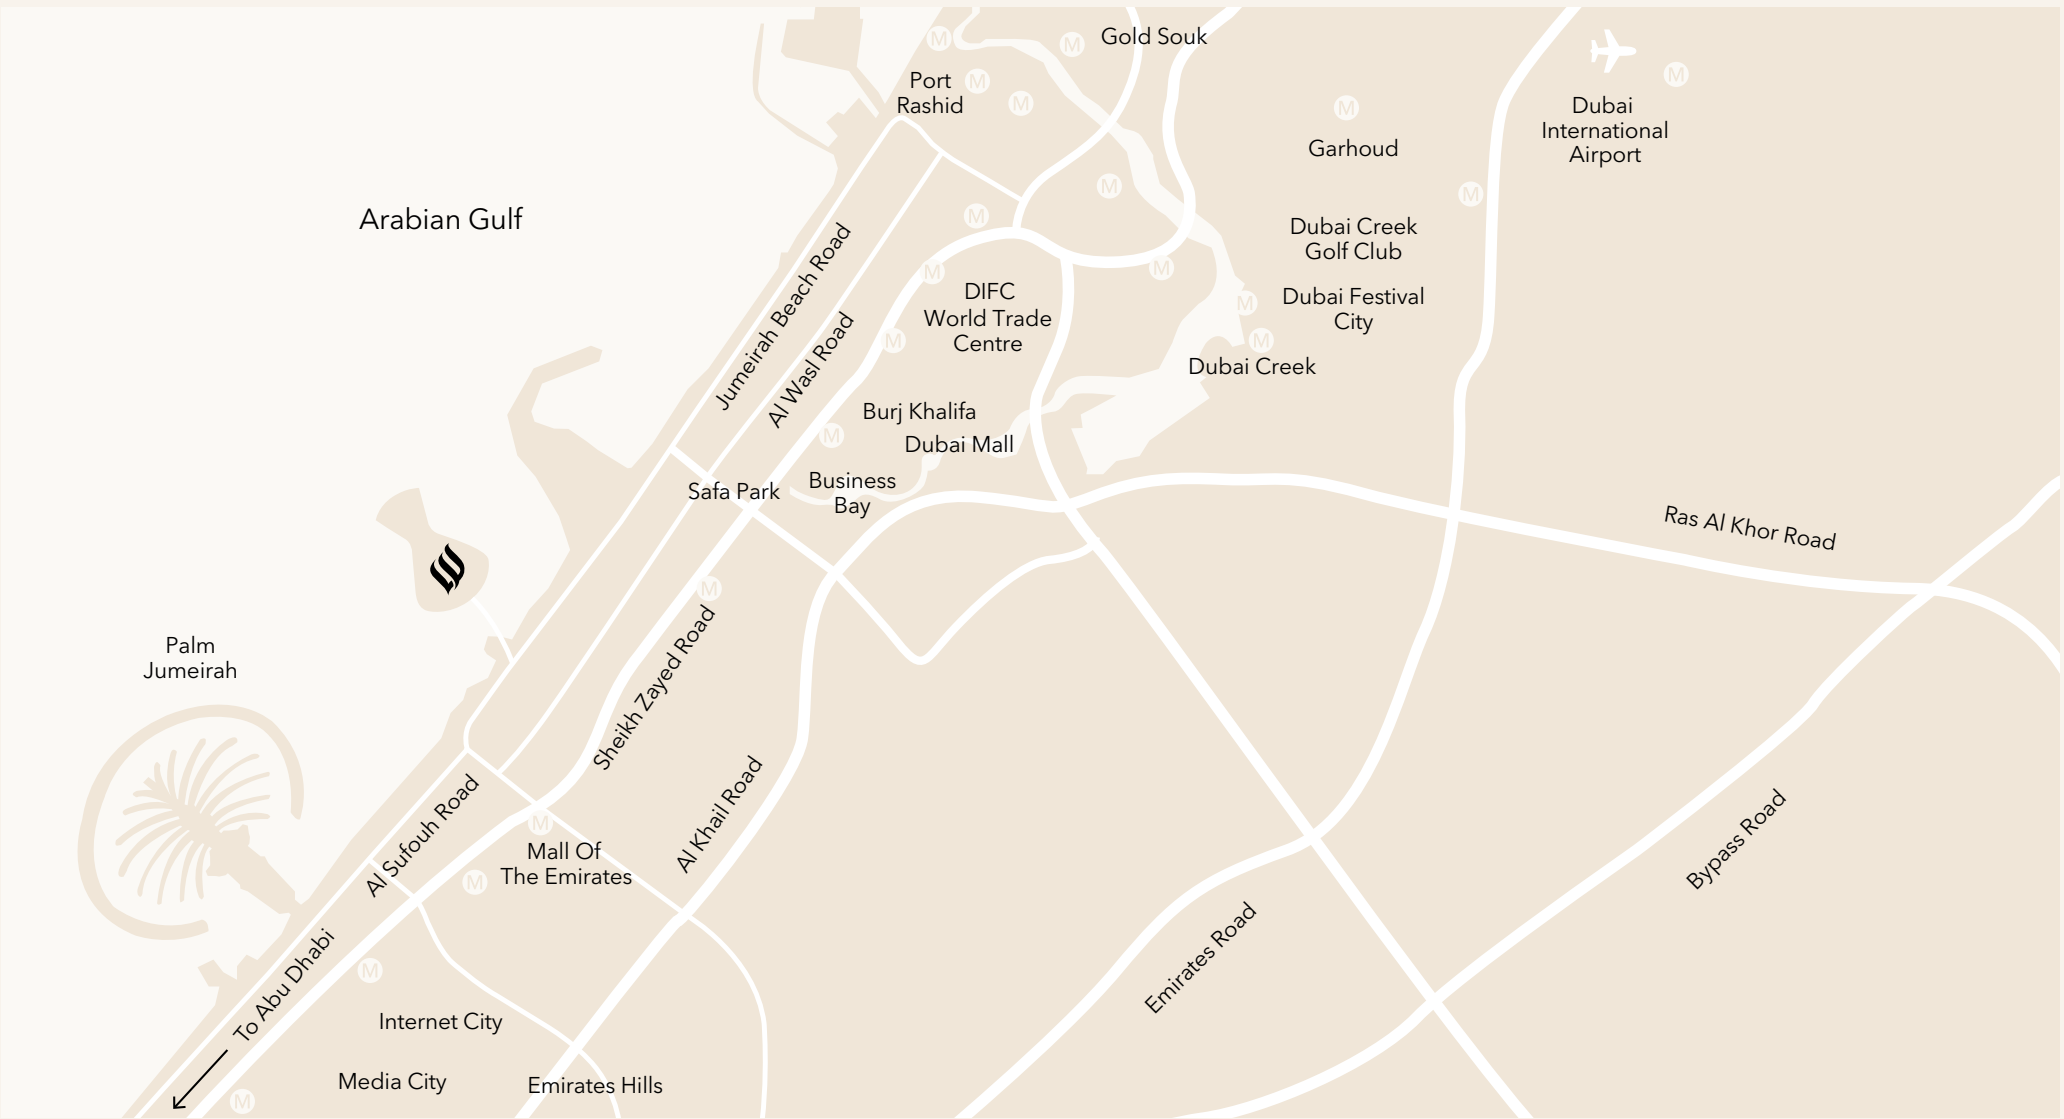 Gold Souk
M
M
M
M
M
M
Port
Rashid
Dubai
International
Airport
M
Garhoud
M
M
M
Arabian Gulf
Dubai Creek
Golf Club
Jumeirah Beach Road
M
M
DIFC
World Trade
Centre
M
Dubai Festival
City
Al Wasl Road
M
M
Dubai Creek
Burj Khalifa
M
Dubai Mall
Safa Park
Business
Bay
Ras Al Khor Road
M
Palm
Jumeirah
Sheikh Zayed Road
Al Sufouh Road
Al Khail Road
M
Mall Of
The Emirates
M
Bypass Road
Emirates Road
To Abu Dhabi
M
Internet City
Media City
Emirates Hills
M